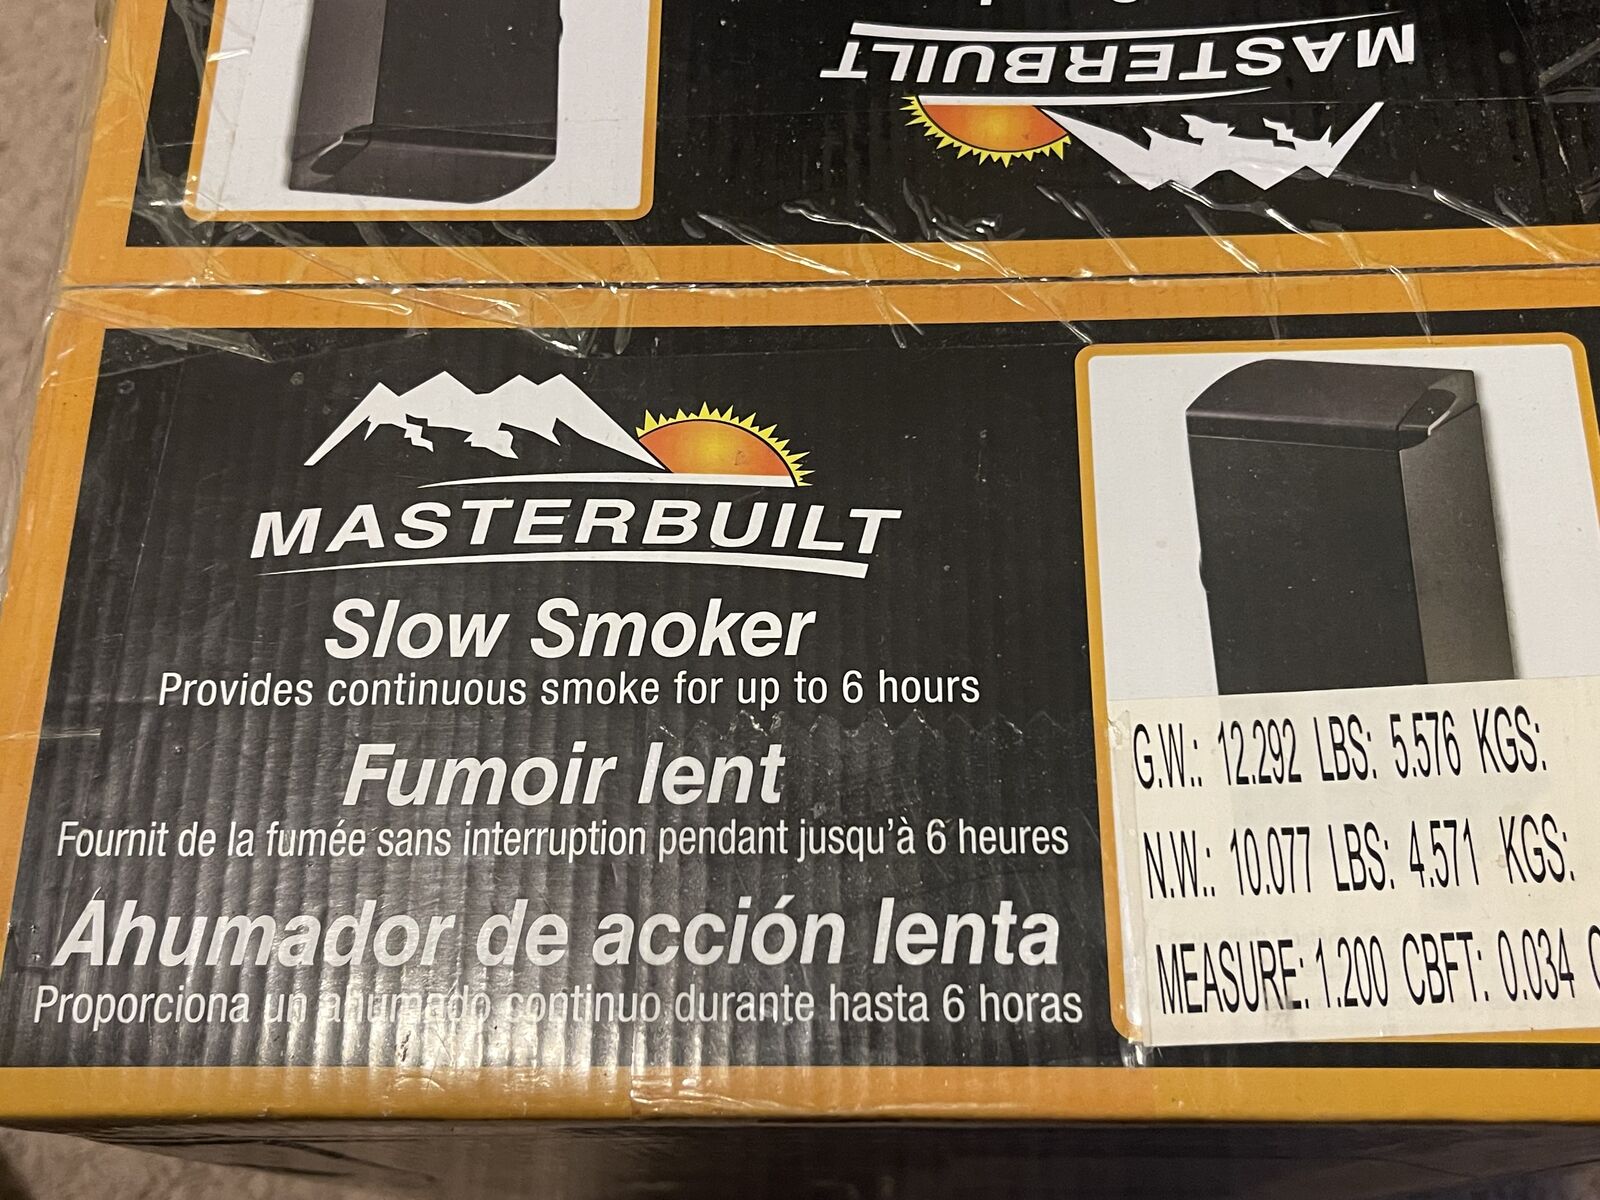 MASTERBUILT
MASTERBUILT
Slow Smoker
Provides continuous smoke for up to 6 hours
Fumoir lent
Fournit de la fumée sans interruption pendant jusqu'à 6 heures
Ahumador de acción lenta
Proporciona un ahumado continuo durante hasta 6 horas
G.W.: 12.292 LBS: 5.576 KGS:
N.W.: 10.077 LBS: 4.571 KGS:
MEASURE: 1.200 CBFT: 0.034